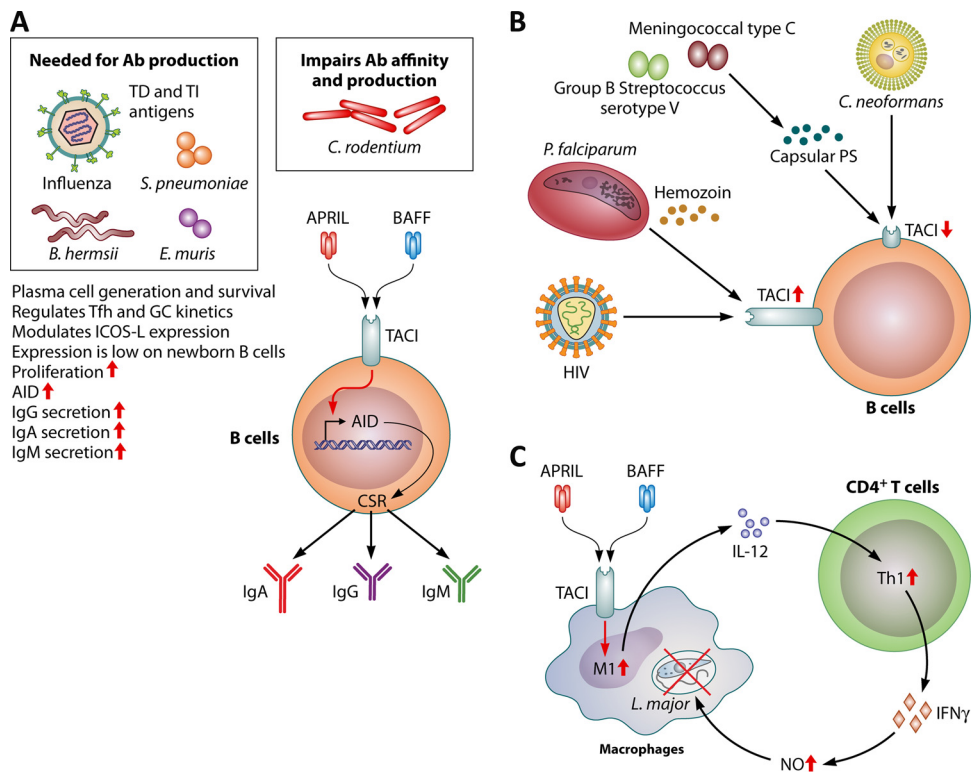 A
Needed for Ab production
TD and TI
antigens
Influenza
S. pneumoniae
B. hermsii
E. muris
Impairs Ab affinity
and production
C. rodentium
Plasma cell generation and survival
Regulates Tfh and GC kinetics
Modulates ICOS-L expression
Expression is low on newborn B cells
Proliferation
AID
IgG secretion
IgA secretion
IgM secretion
APRIL
BAFF
TACI
AID
B cells
CSR
IgA
IgG
IgM
B
Meningococcal type C
Group B Streptococcus
serotype V
C. neoformans
Capsular PS
P. falciparum
Hemozoin
TACI
TACI
HIV
B cells
C
APRIL
BAFF
TACI
M1
L. major
Macrophages
IL-12
CD4⁺ T cells
Th1
IFNγ
NO